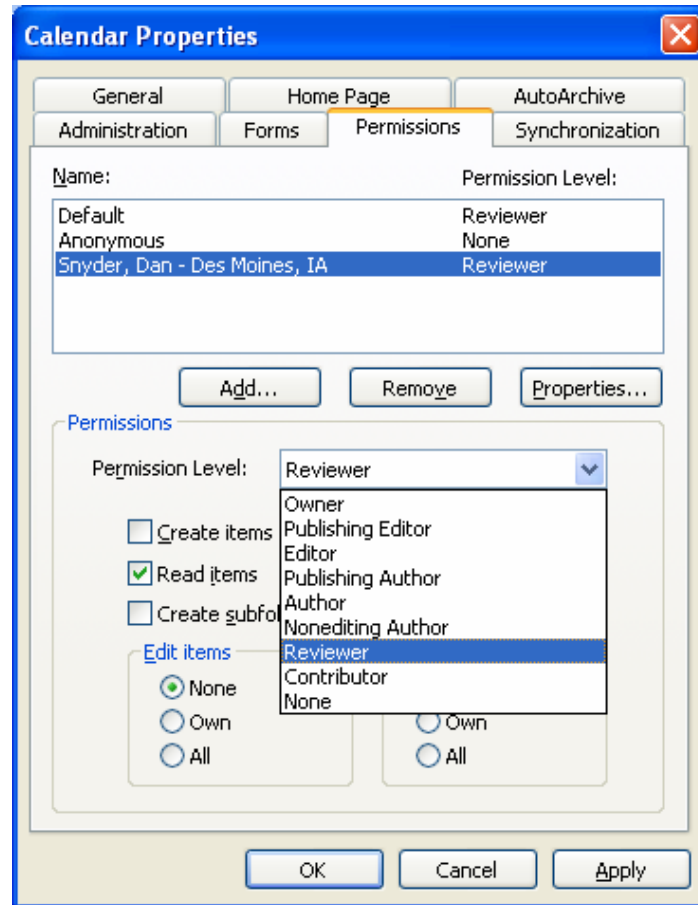 Calendar Properties
General Home Page AutoArchive
Administration Forms Permissions Synchronization
Name: Permission Level:
Default Reviewer
Anonymous None
Snyder, Dan - Des Moines, IA Reviewer
Add... Remove Properties...
Permissions
Permission Level: Reviewer
Owner
Create items Publishing Editor
Editor
Read items Publishing Author
Author
Create subfol Nonediting Author
Edit items Reviewer
None Contributor
None
Own Own
All All
OK Cancel Apply